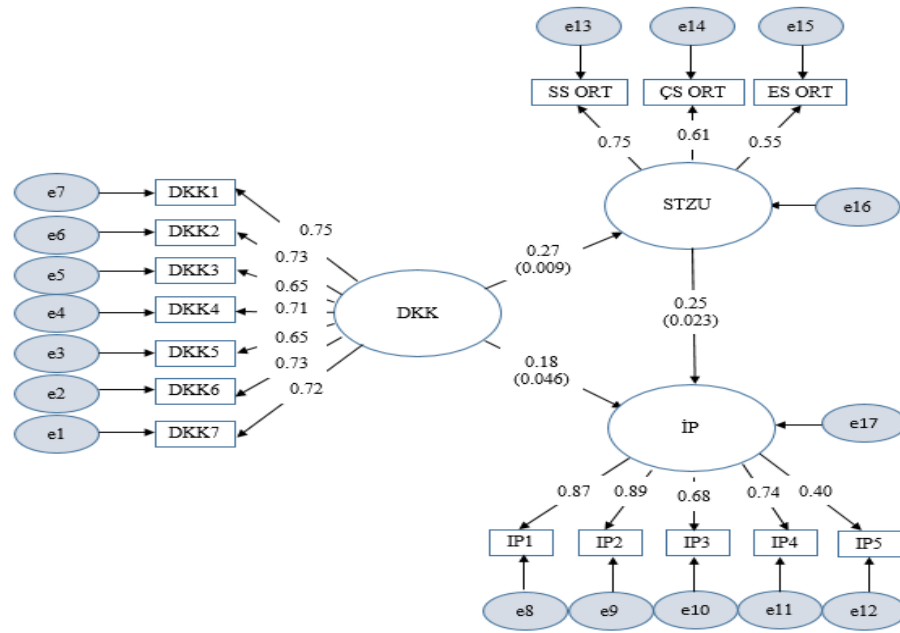 e13
e14
e15
SS ORT
ÇS ORT
ES ORT
0.75
0.61
0.55
STZU
e16
e7
DKK1
e6
DKK2
e5
DKK3
e4
DKK4
e3
DKK5
e2
DKK6
e1
DKK7
0.75
0.73
0.65
0.71
0.65
0.73
0.72
DKK
0.27
(0.009)
0.25
(0.023)
0.18
(0.046)
İP
e17
0.87
0.89
0.68
0.74
0.40
IP1
IP2
IP3
IP4
IP5
e8
e9
e10
e11
e12